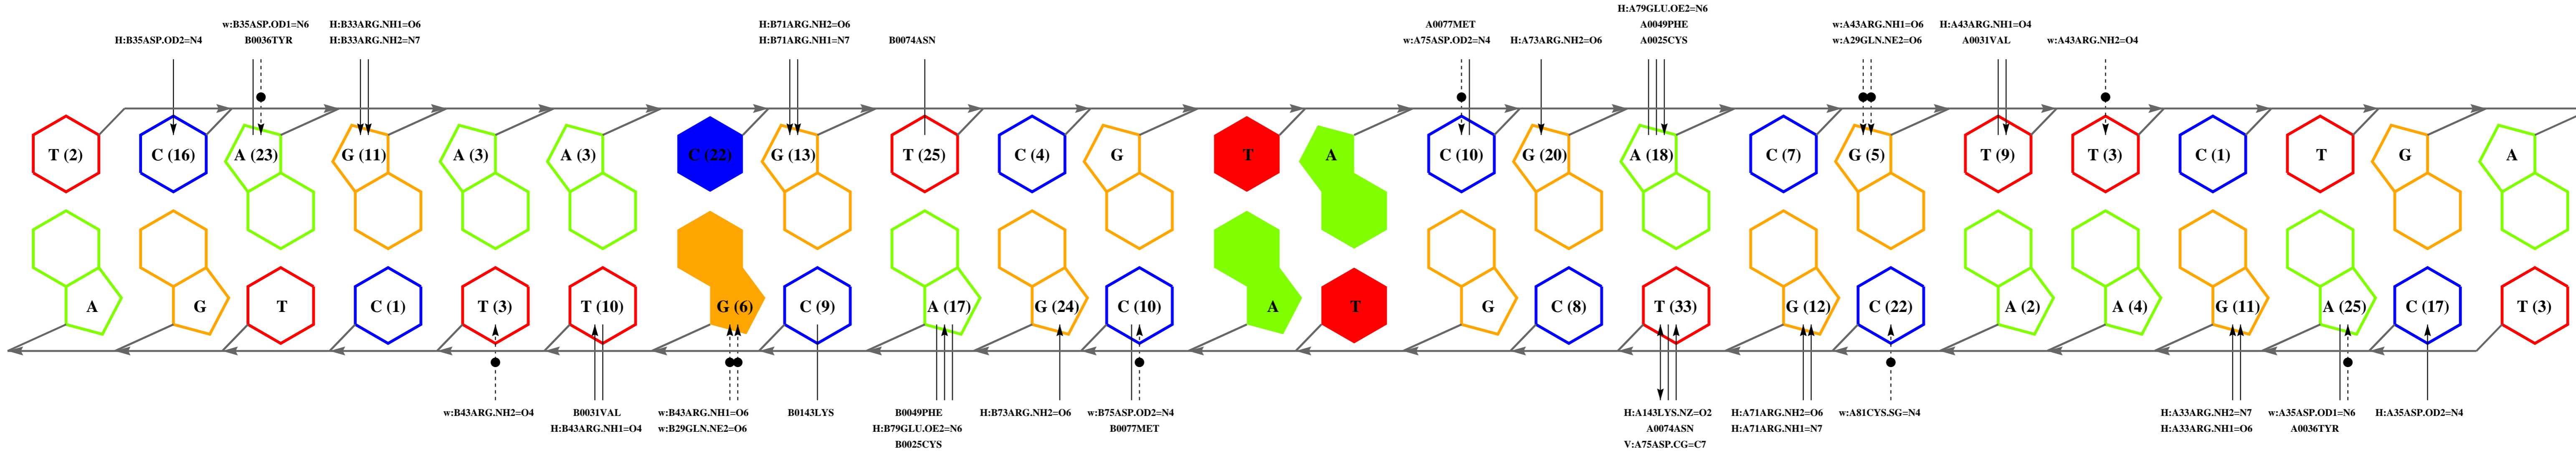 H:B35ASP.OD2=N4
w:B35ASP.OD1=N6
B0036TYR
H:B33ARG.NH1=O6
H:B33ARG.NH2=N7
H:B71ARG.NH2=O6
H:B71ARG.NH1=N7
B0074ASN
A0077MET
w:A75ASP.OD2=N4
H:A73ARG.NH2=O6
H:A79GLU.OE2=N6
A0049PHE
A0025CYS
w:A43ARG.NH1=O6
w:A29GLN.NE2=O6
H:A43ARG.NH1=O4
A0031VAL
w:A43ARG.NH2=O4
T (2) C (16) A (23) G (11) A (3) A (3) C (22) G (13) T (25) C (4) G T A C (10) G (20) A (18) C (7) G (5) T (9) T (3) C (1) T G A
A G T C (1) T (3) T (10) G (6) C (9) A (17) G (24) C (10) A T G C (8) T (33) G (12) C (22) A (2) A (4) G (11) A (25) C (17) T (3)
w:B43ARG.NH2=O4
B0031VAL
H:B43ARG.NH1=O4
w:B43ARG.NH1=O6
w:B29GLN.NE2=O6
B0143LYS
B0049PHE
H:B79GLU.OE2=N6
B0025CYS
H:B73ARG.NH2=O6
w:B75ASP.OD2=N4
B0077MET
H:A143LYS.NZ=O2
A0074ASN
V:A75ASP.CG=C7
H:A71ARG.NH2=O6
H:A71ARG.NH1=N7
w:A81CYS.SG=N4
H:A33ARG.NH2=N7
H:A33ARG.NH1=O6
w:A35ASP.OD1=N6
A0036TYR
H:A35ASP.OD2=N4